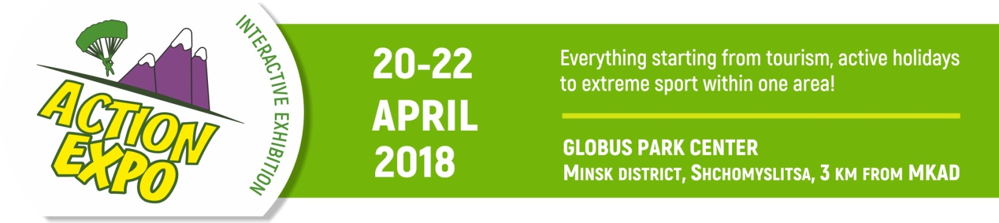 ACTION
EXPO
INTERACTIVE EXHIBITION
20-22
APRIL
2018
Everything starting from tourism, active holidays
to extreme sport within one area!
GLOBUS PARK CENTER
MINSK DISTRICT, SHCHOMYSLITSA, 3 KM FROM MKAD